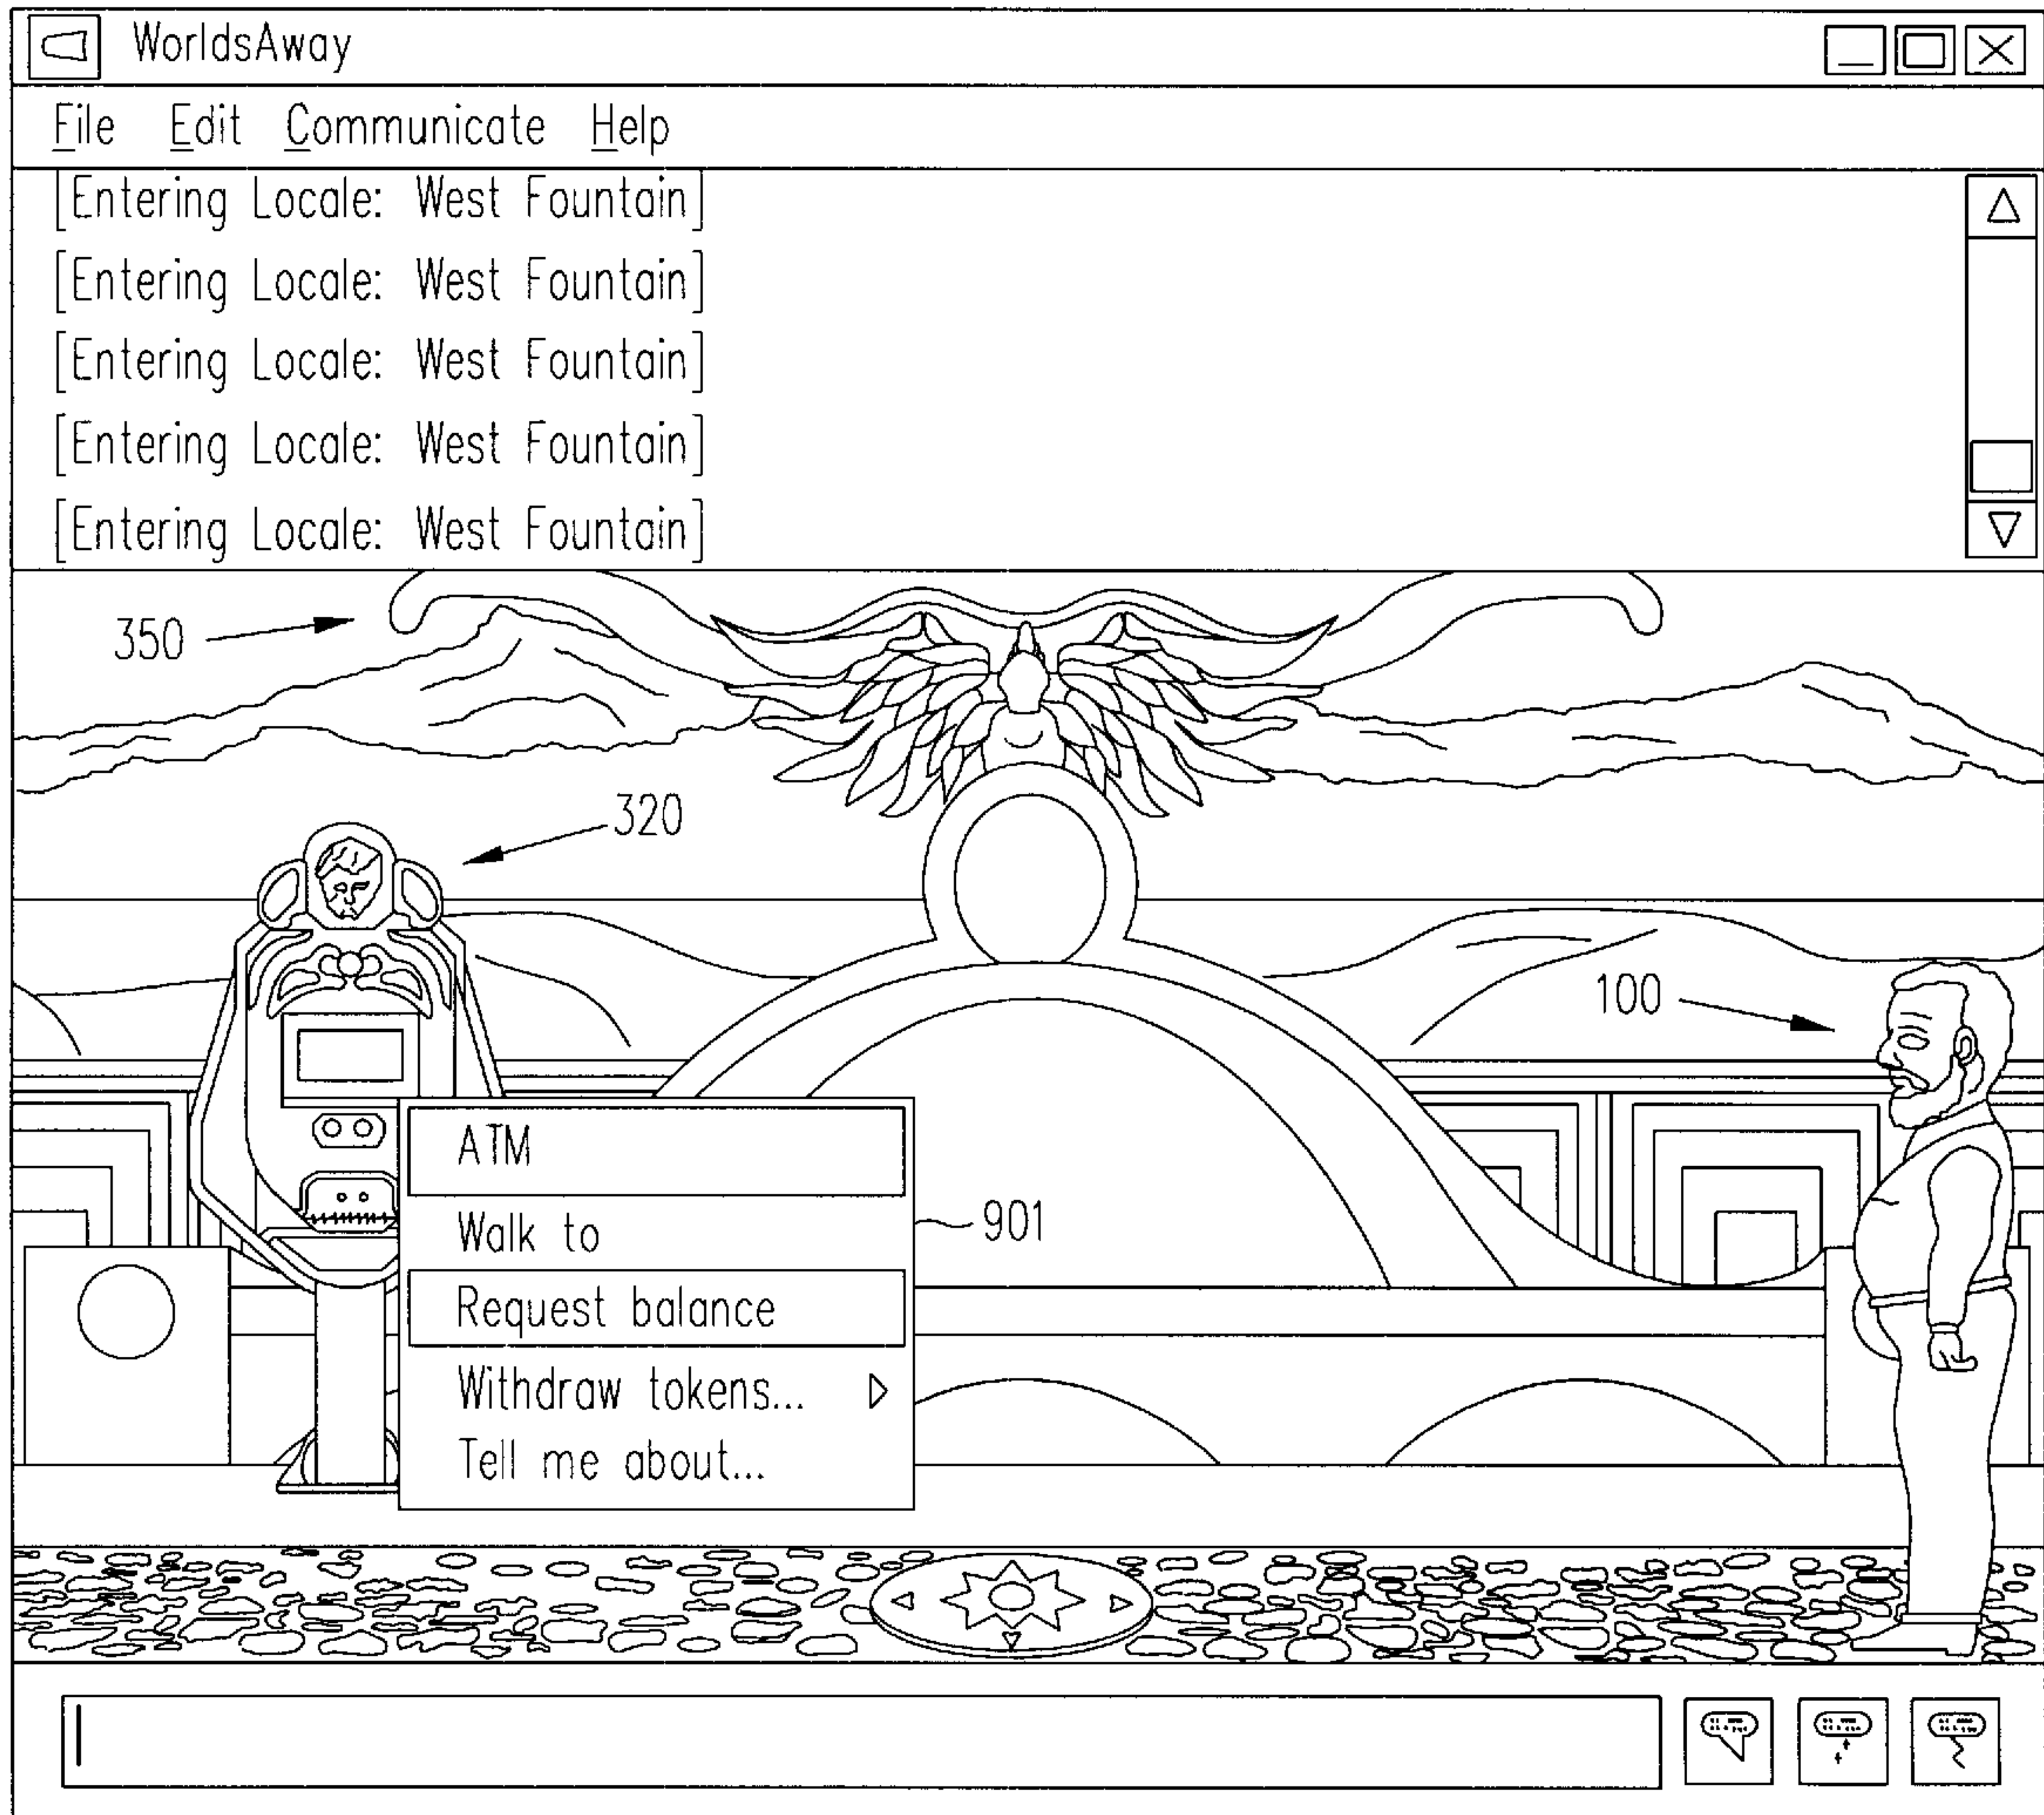 WorldsAway
File Edit Communicate Help
[Entering Locale: West Fountain]
[Entering Locale: West Fountain]
[Entering Locale: West Fountain]
[Entering Locale: West Fountain]
[Entering Locale: West Fountain]
350
320
100
ATM
Walk to
901
Request balance
Withdraw tokens...
Tell me about...